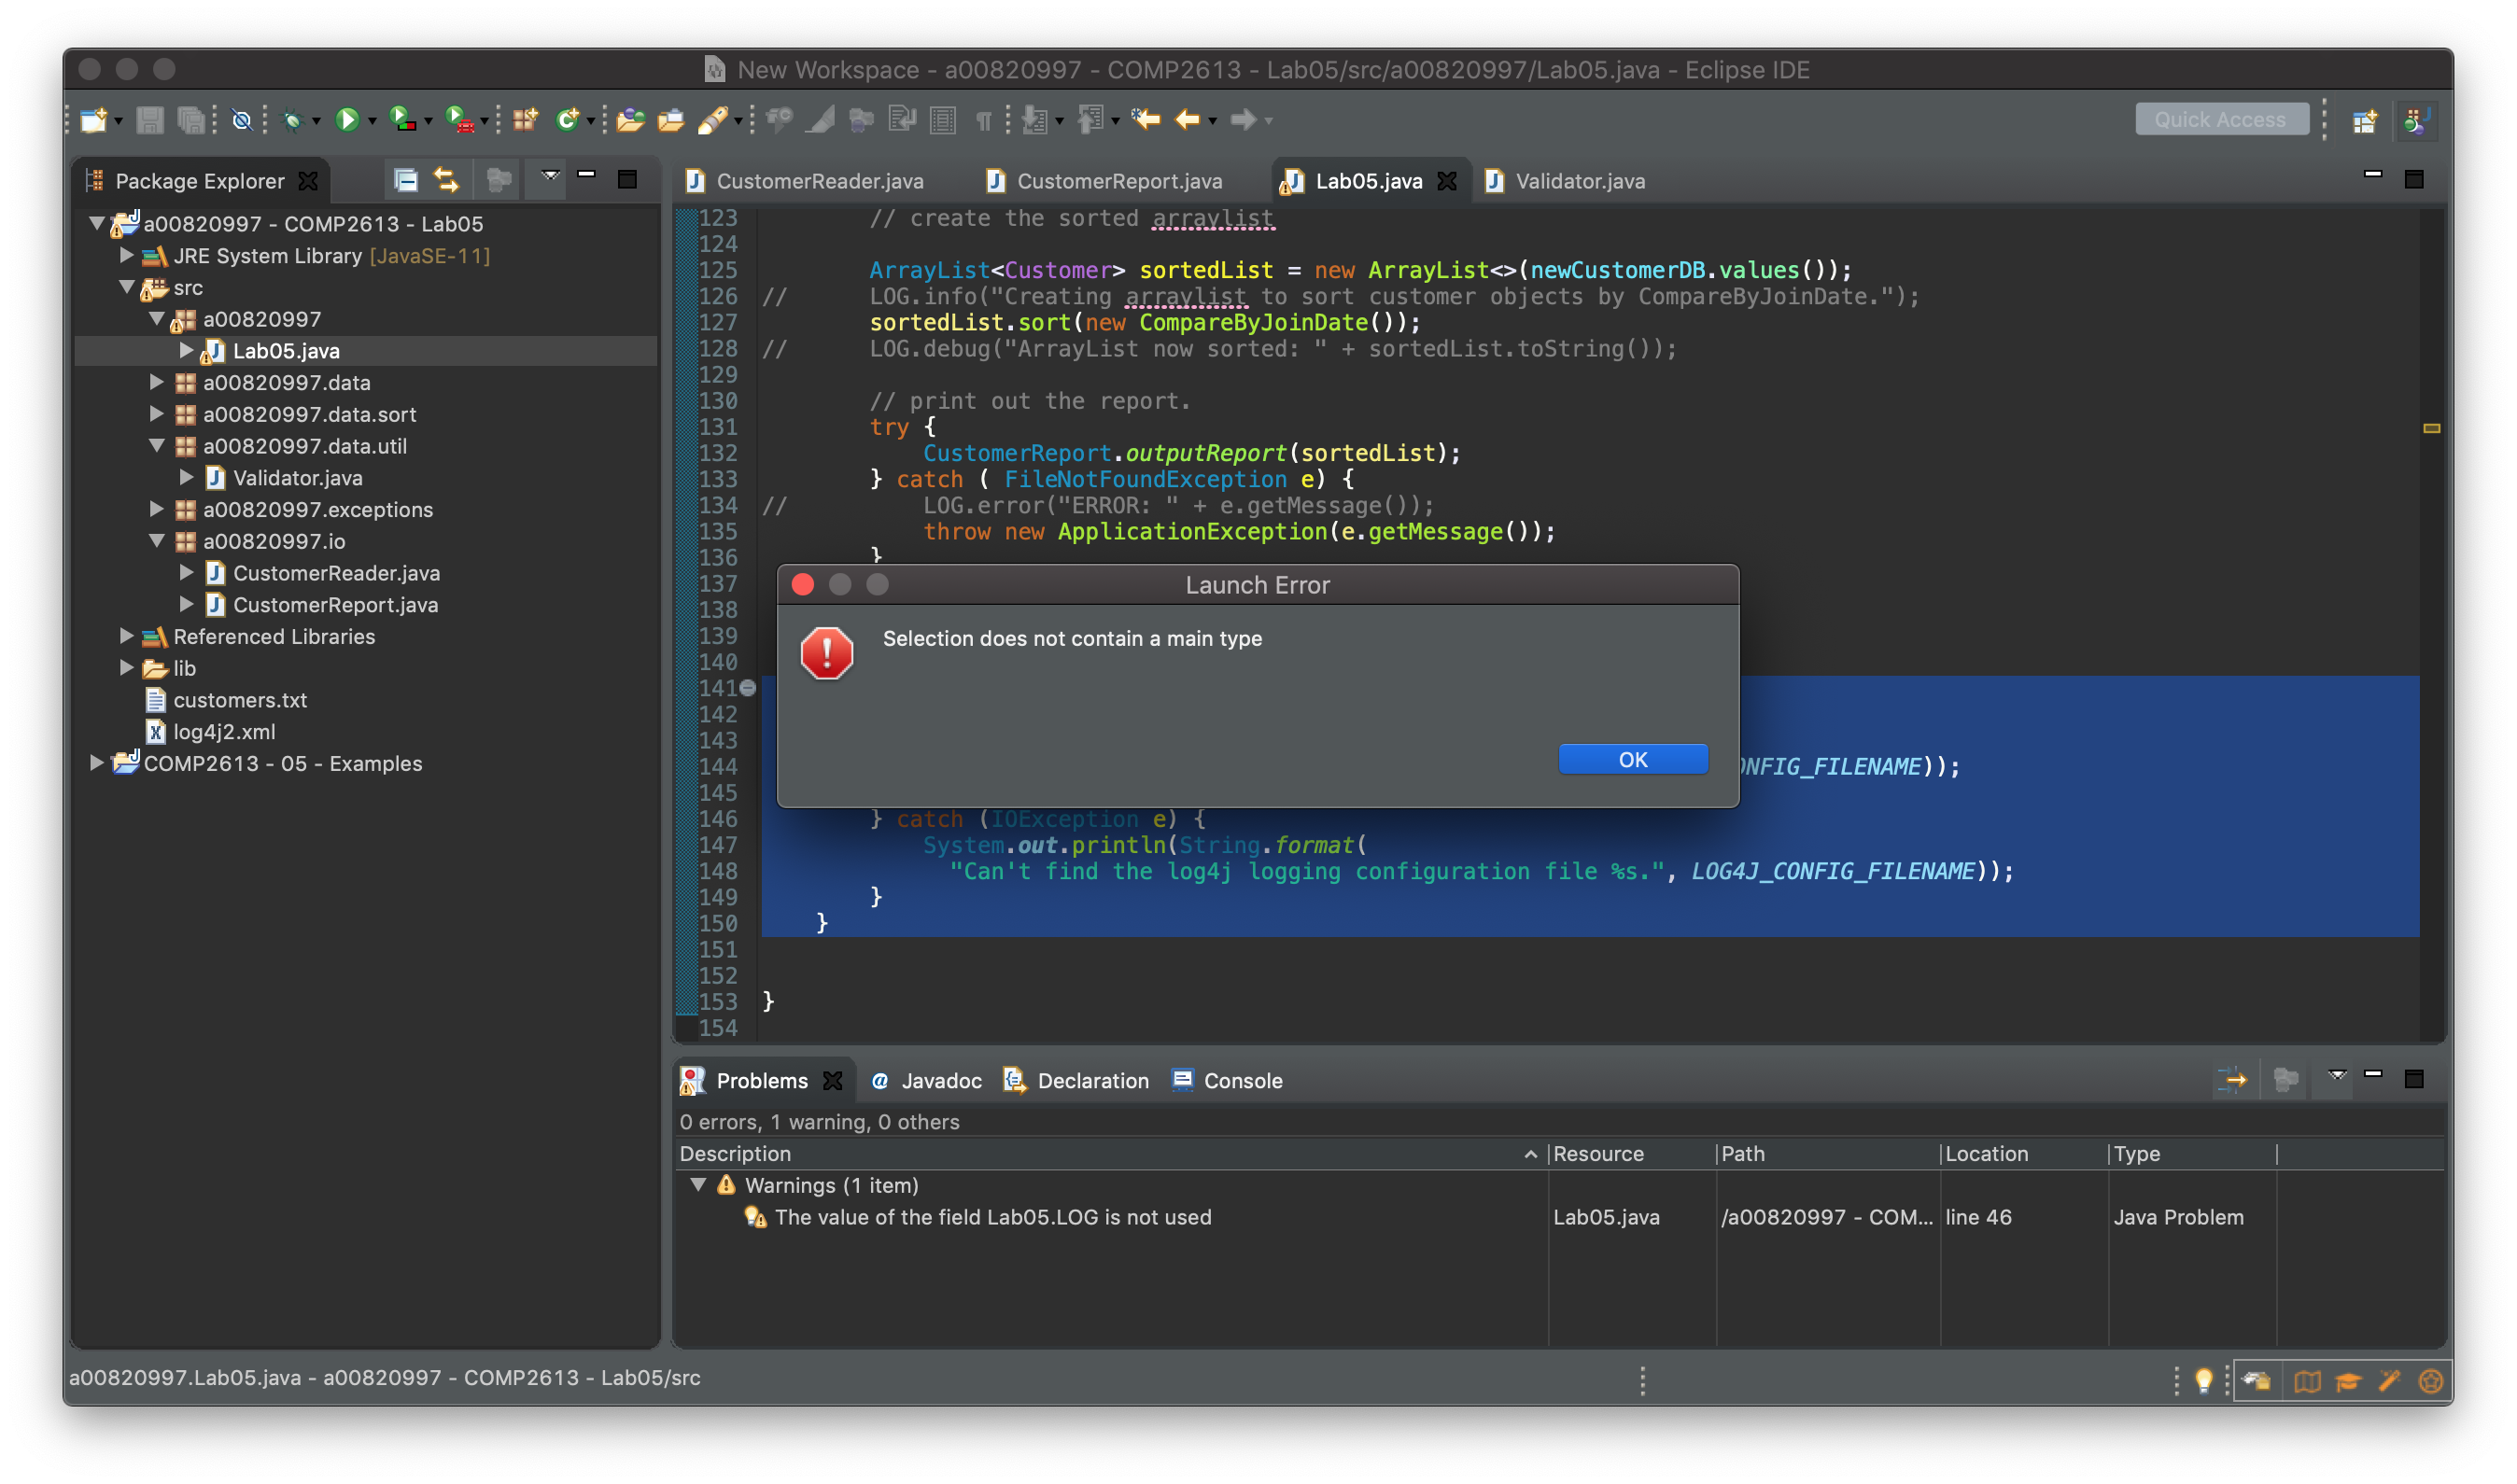 New Workspace - a00820997 - COMP2613 - Lab05/src/a00820997/Lab05.java - Eclipse IDE
Quick Access
Package Explorer
a00820997 - COMP2613 - Lab05
JRE System Library [JavaSE-11]
src
a00820997
Lab05.java
a00820997.data
a00820997.data.sort
a00820997.data.util
Validator.java
a00820997.exceptions
a00820997.io
CustomerReader.java
CustomerReport.java
Referenced Libraries
lib
customers.txt
log4j2.xml
COMP2613 - 05 - Examples
CustomerReader.java CustomerReport.java Lab05.java Validator.java
123 // create the sorted arraylist
124
125 ArrayList<Customer> sortedList = new ArrayList<>(newCustomerDB.values());
126 // LOG.info("Creating arraylist to sort customer objects by CompareByJoinDate.");
127 sortedList.sort(new CompareByJoinDate());
128 // LOG.debug("ArrayList now sorted: " + sortedList.toString());
129
130 // print out the report.
131 try {
132 CustomerReport.outputReport(sortedList);
133 } catch ( FileNotFoundException e) {
134 // LOG.error("ERROR: " + e.getMessage());
135 throw new ApplicationException(e.getMessage());
136 }
137
138
139
140
141
142
143
144 ONFIG_FILENAME));
145
146 } catch (IOException e) {
147 System.out.println(String.format(
148 "Can't find the log4j logging configuration file %s.", LOG4J_CONFIG_FILENAME));
149 }
150 }
151
152
153 }
154
Launch Error
Selection does not contain a main type
OK
Problems Javadoc Declaration Console
0 errors, 1 warning, 0 others
Description Resource Path Location Type
Warnings (1 item)
The value of the field Lab05.LOG is not used Lab05.java /a00820997 - COM... line 46 Java Problem
a00820997.Lab05.java - a00820997 - COMP2613 - Lab05/src